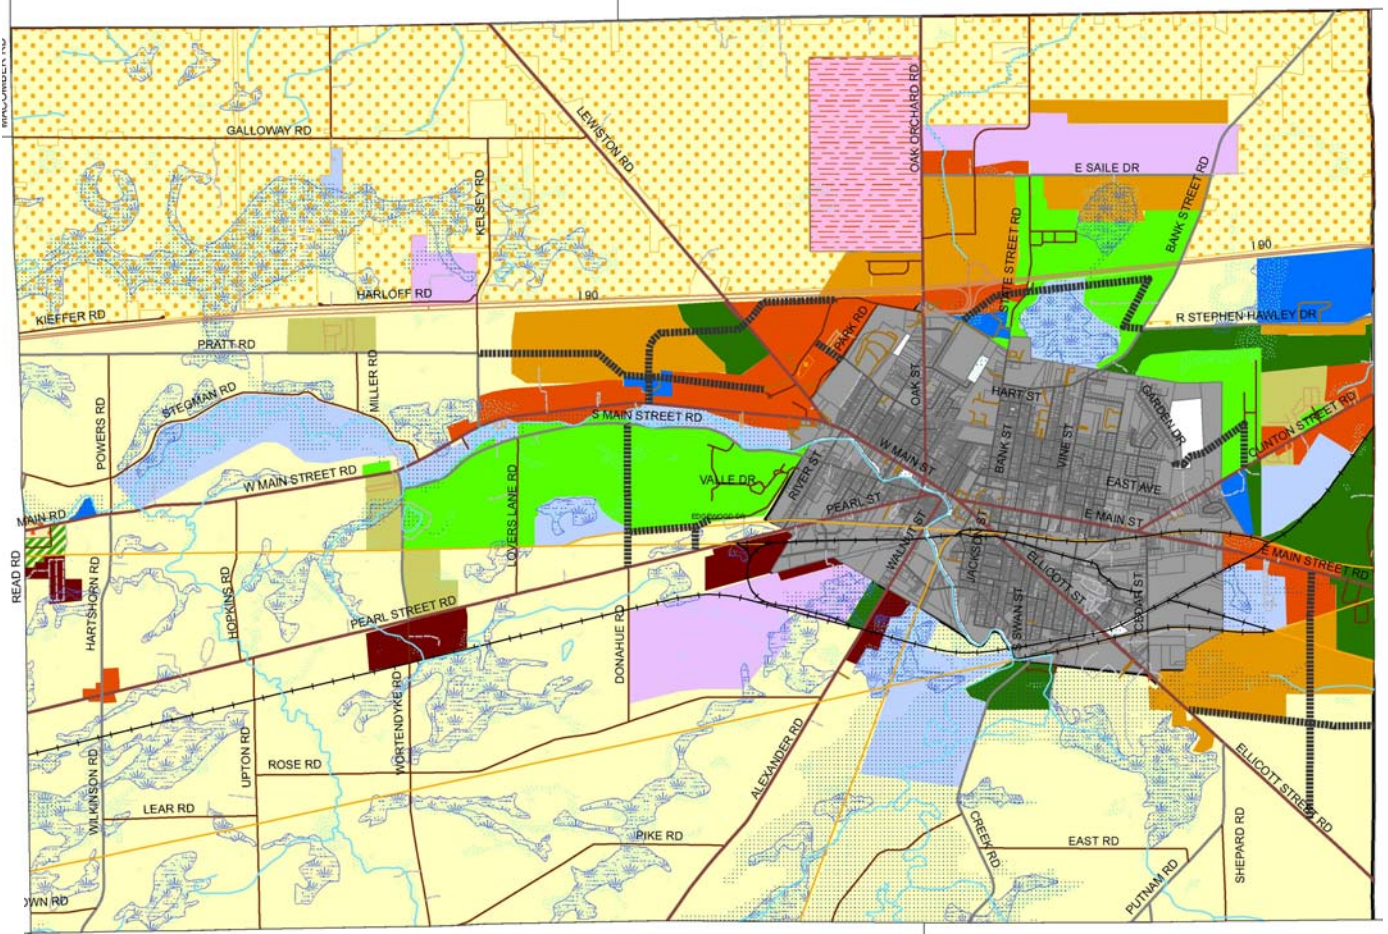 MACOMBER RD
GALLOWAY RD
LEWISTON RD
OAK ORCHARD RD
E SAILE DR
KELSEY RD
STATE STREET RD
BANK STREET RD
I 90
HARLOFF RD
I 90
KIEFFER RD
R STEPHEN HAWLEY DR
PARK RD
PRATT RD
MILLER RD
STEGMAN RD
OAK ST
HART ST
GARDEN DR
S MAIN STREET RD
CLINTON STREET RD
POWERS RD
W MAIN ST
BANK ST
VINE ST
W MAIN STREET RD
VALLE DR
RIVER ST
EAST AVE
LOVERS LANE RD
PEARL ST
MAIN RD
EDGEWOOD DR
E MAIN ST
WALNUT ST
JACKSON ST
E MAIN STREET RD
READ RD
HARTSHORN RD
HOPKINS RD
ELLICOTT ST
CEDAR ST
PEARL STREET RD
SWAN ST
DONAHUE RD
WORTENDYKE RD
ALEXANDER RD
UPTON RD
ROSE RD
WILKINSON RD
ELLICOTT STREET RD
LEAR RD
PIKE RD
CREEK RD
EAST RD
SHEPARD RD
PUTNAM RD
OWN RD